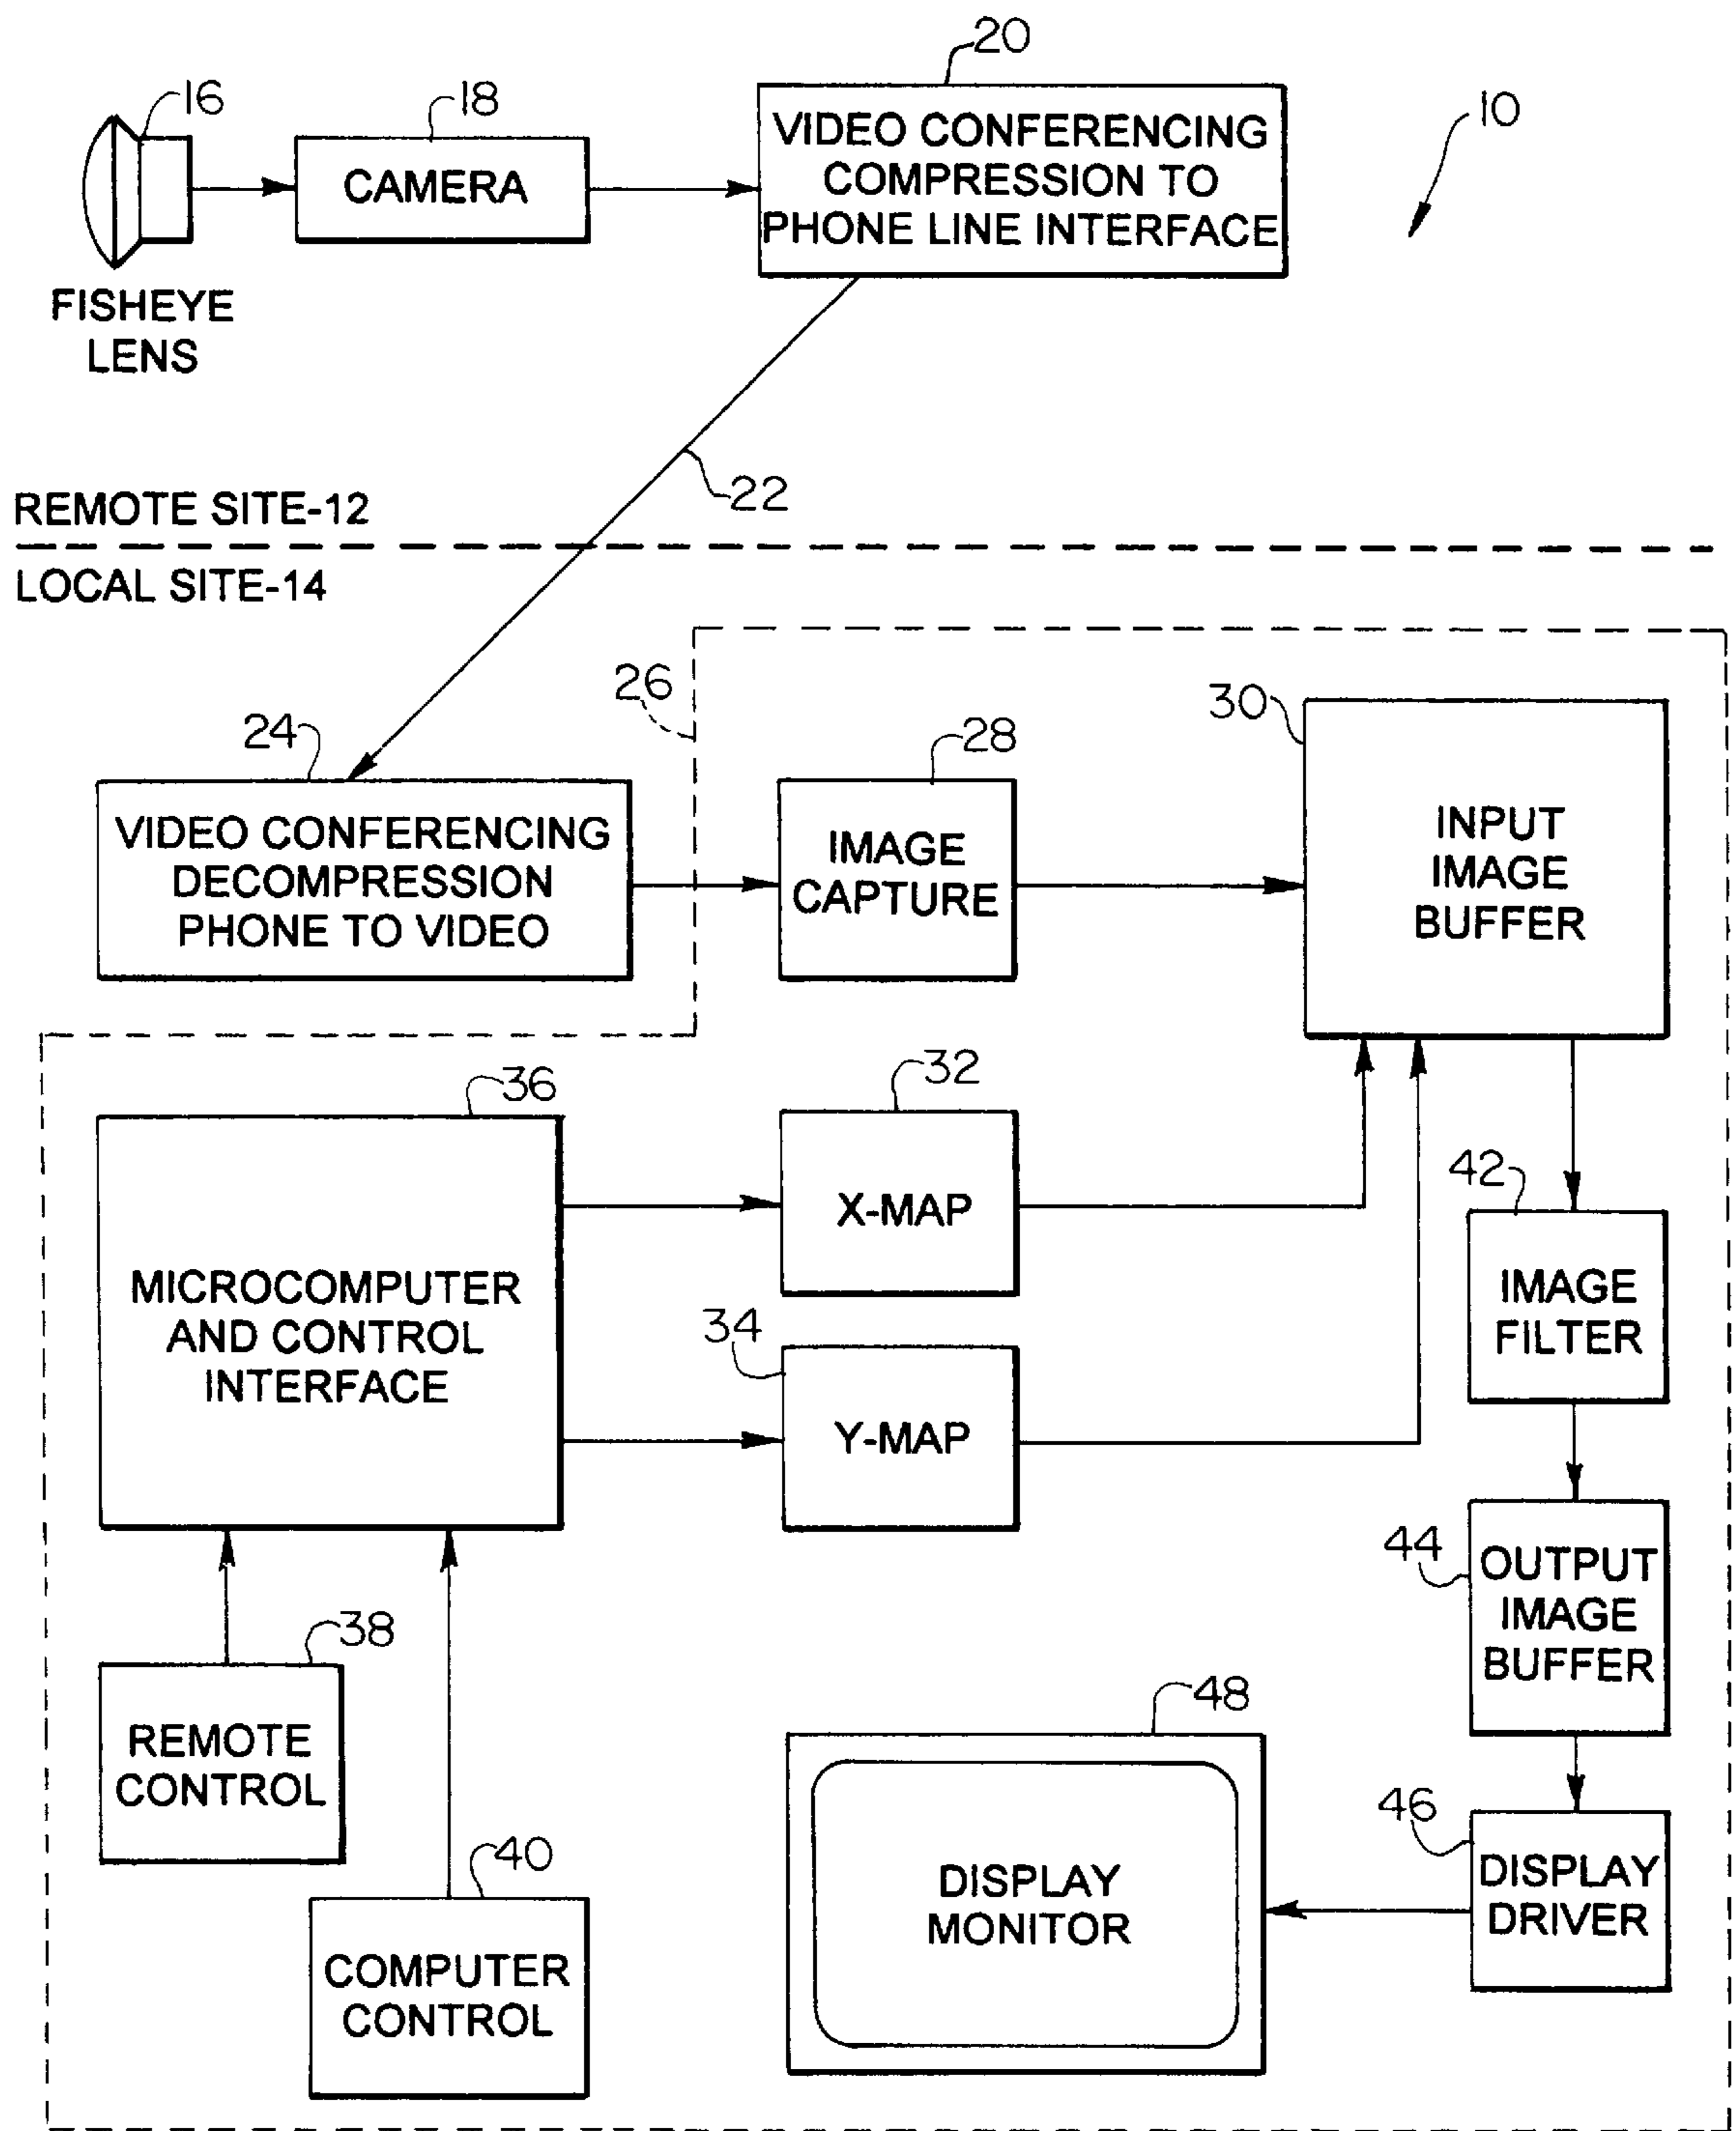 20
16
18
10
VIDEO CONFERENCING
COMPRESSION TO
PHONE LINE INTERFACE
CAMERA
FISHEYE
LENS
22
REMOTE SITE-12
LOCAL SITE-14
26
30
24
28
VIDEO CONFERENCING
DECOMPRESSION
PHONE TO VIDEO
IMAGE
CAPTURE
INPUT
IMAGE
BUFFER
36
32
42
X-MAP
MICROCOMPUTER
AND CONTROL
INTERFACE
34
Y-MAP
IMAGE
FILTER
44
OUTPUT
IMAGE
BUFFER
38
REMOTE
CONTROL
48
46
40
COMPUTER
CONTROL
DISPLAY
MONITOR
DISPLAY
DRIVER